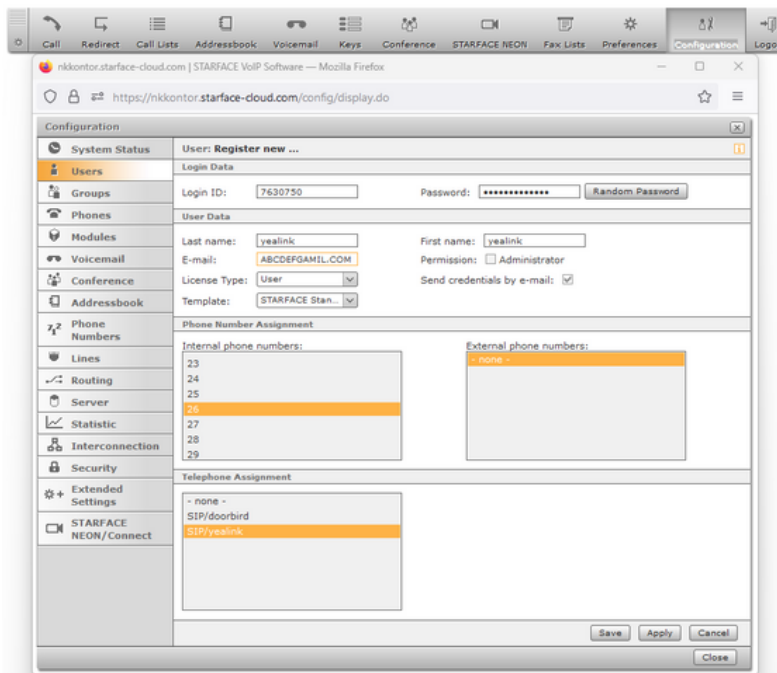 Call Redirect Call Lists Addressbook Voicemail Keys Conference STARFACE NEON Fax Lists Preferences Configuration Logo
nkkontor.starface-cloud.com | STARFACE VoIP Software — Mozilla Firefox
https://nkkontor.starface-cloud.com/config/display.do
Configuration
System Status
Users
Groups
Phones
Modules
Voicemail
Conference
Addressbook
Phone
Numbers
Lines
Routing
Server
Statistic
Interconnection
Security
Extended
Settings
STARFACE
NEON/Connect
User: Register new ...
Login Data
Login ID: 7630750 Password: ••••••••••••• Random Password
User Data
Last name: yealink First name: yealink
E-mail: ABCDEFGAMIL.COM Permission: Administrator
License Type: User Send credentials by e-mail:
Template: STARFACE Stan...
Phone Number Assignment
Internal phone numbers: External phone numbers:
23 - none -
24
25
26
27
28
29
Telephone Assignment
- none -
SIP/doorbird
SIP/yealink
Save Apply Cancel
Close